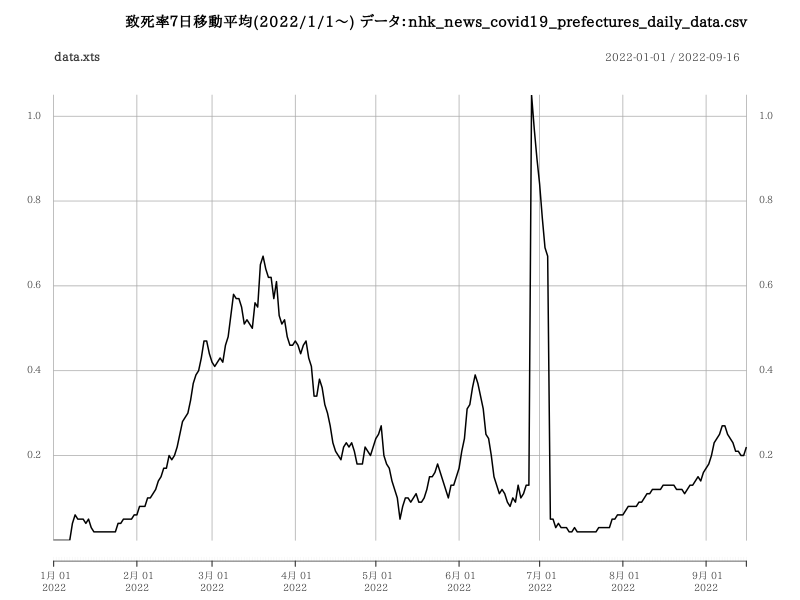 致死率7日移動平均(2022/1/1～) データ:nhk_news_covid19_prefectures_daily_data.csv
data.xts 2022-01-01 / 2022-09-16
1.0 1.0
0.8 0.8
0.6 0.6
0.4 0.4
0.2 0.2
1月 01 2月 01 3月 01 4月 01 5月 01 6月 01 7月 01 8月 01 9月 01
2022 2022 2022 2022 2022 2022 2022 2022 2022